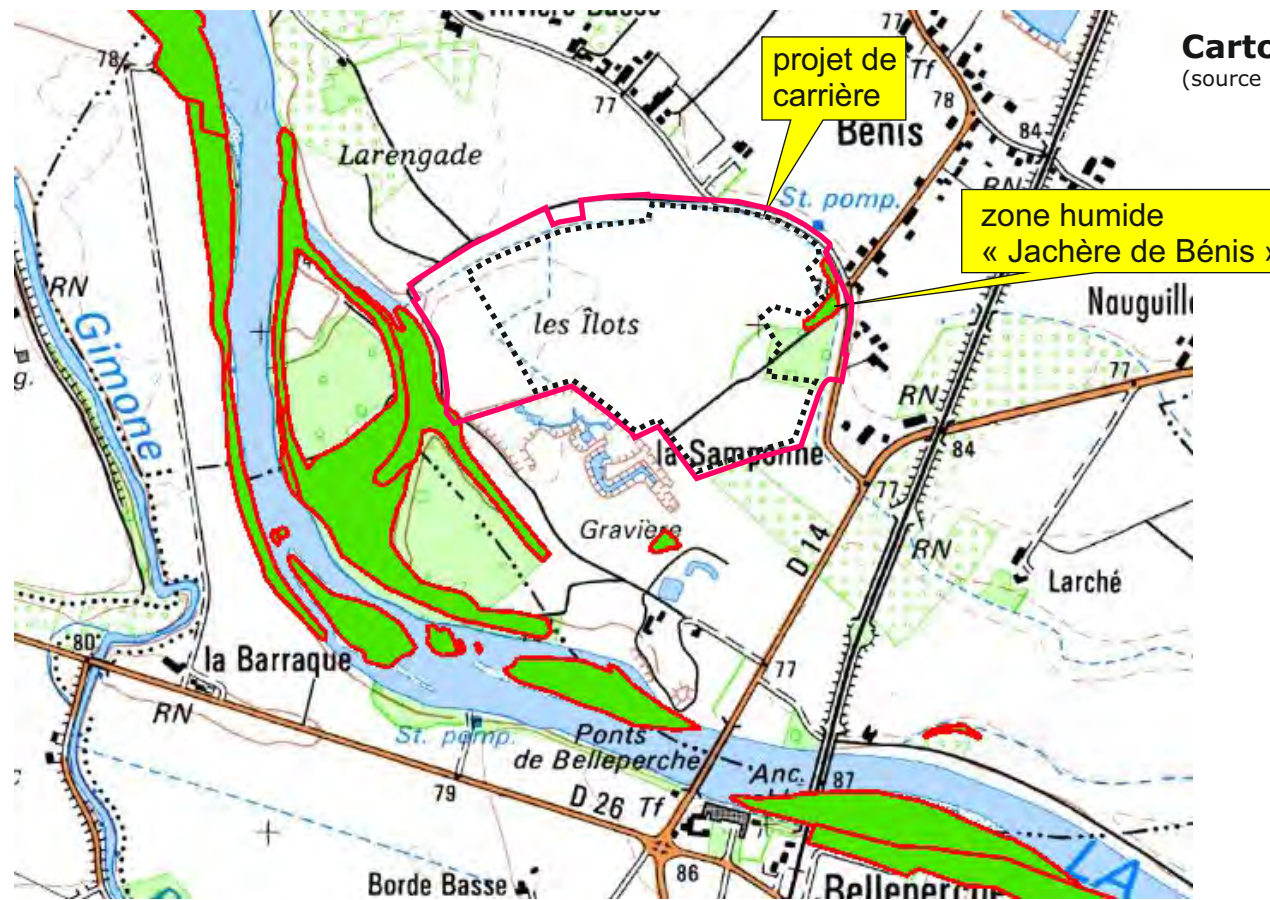 77
Carto
(source
projet de
carrière
Tf
78
78
77
84
Bénis
Larengade
RN
St. pomp.
zone humide
« Jachère de Bénis »
RN
Nauguille
Gimone
les Îlots
g.
77
RN
84
la Samponne
77
Gravière
D 14
RN
Larché
80
la Barraque
77
RN
St. pomp.
Ponts
de Belleperche
Anc.
87
79
D 26
Tf
86
LA
Borde Basse
Belleperche